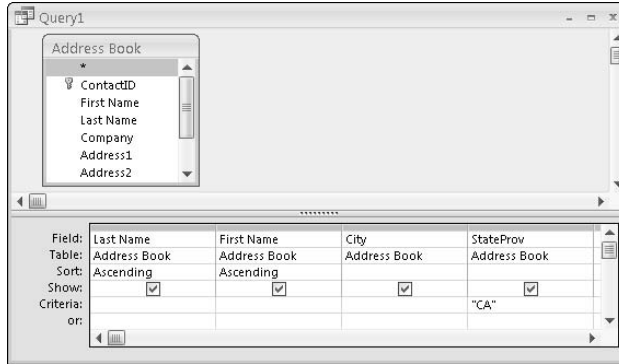 Query1
Address Book
*
ContactID
First Name
Last Name
Company
Address1
Address2
Field: Last Name First Name City StateProv
Table: Address Book Address Book Address Book Address Book
Sort: Ascending Ascending
Show:
Criteria: "CA"
or: